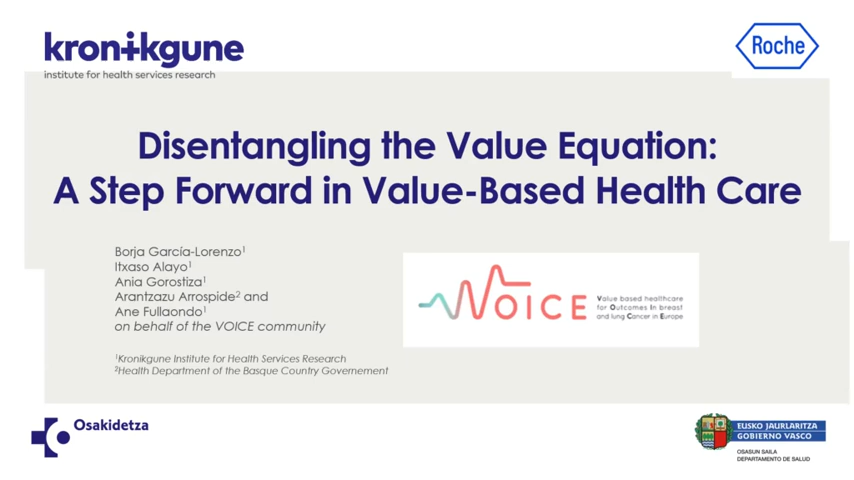 kronikgune
institute for health services research
Roche
Disentangling the Value Equation:
A Step Forward in Value-Based Health Care
Borja García-Lorenzo¹
Itxaso Alayo¹
Ania Gorostiza¹
Arantzazu Arrospide² and
Ane Fullaondo¹
on behalf of the VOICE community
¹Kronikgune Institute for Health Services Research
²Health Department of the Basque Country Governement
VOICE
Value based healthcare
for Outcomes in breast
and lung Cancer in Europe
Osakidetza
EUSKO JAURLARITZA
GOBIERNO VASCO
OSASUN SAILA
DEPARTAMENTO DE SALUD